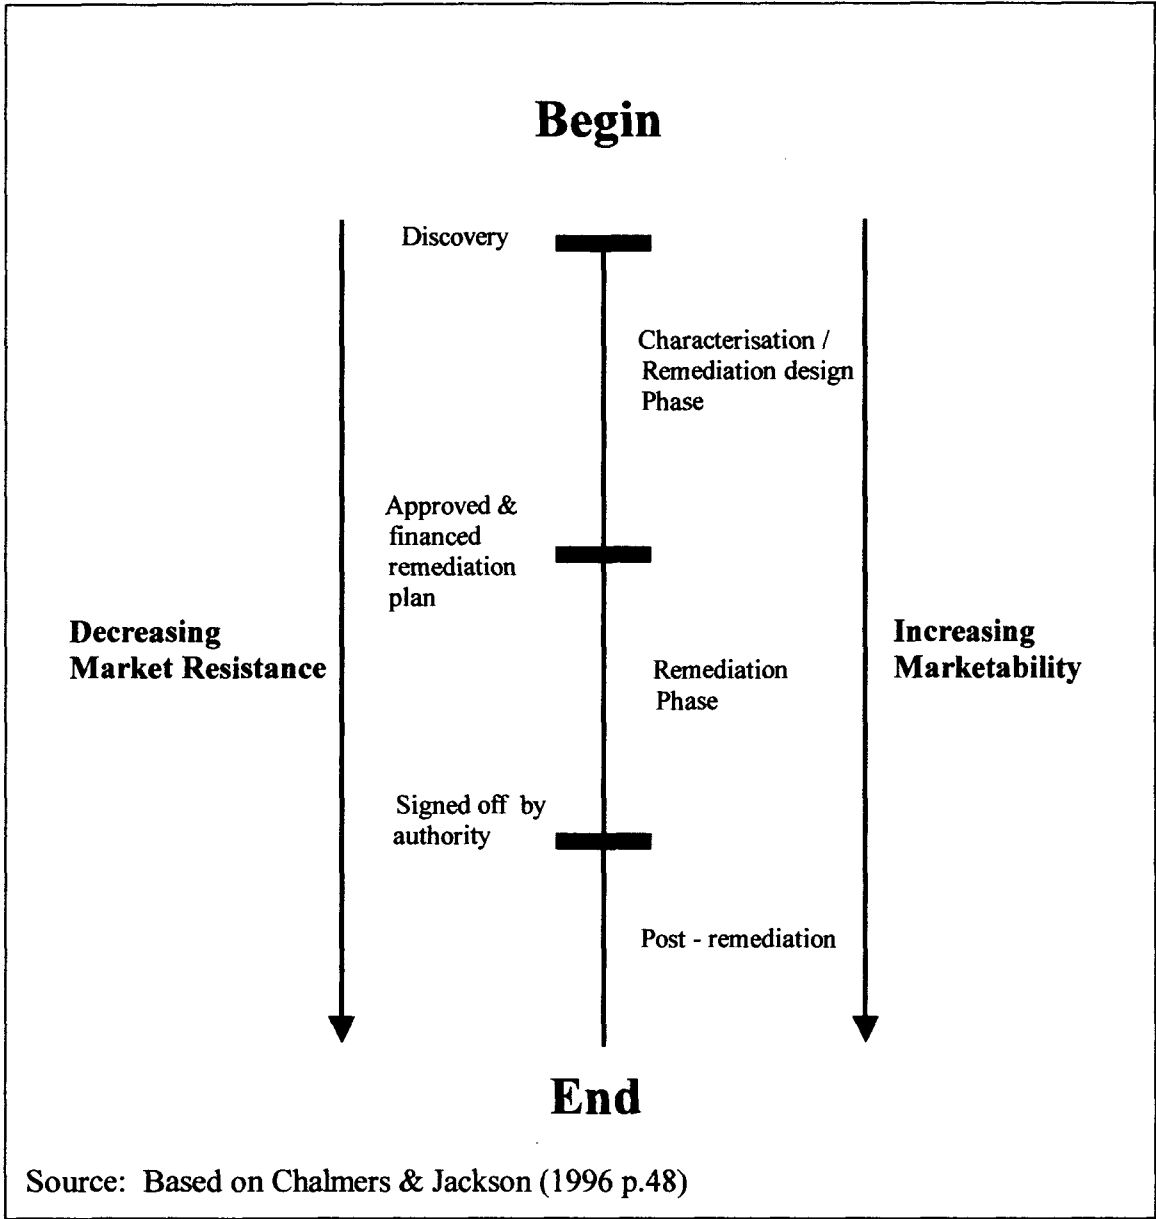 Begin
Discovery
Characterisation /
Remediation design
Phase
Approved &
financed
remediation
plan
Decreasing
Market Resistance
Increasing
Marketability
Remediation
Phase
Signed off by
authority
Post - remediation
End
Source: Based on Chalmers & Jackson (1996 p.48)